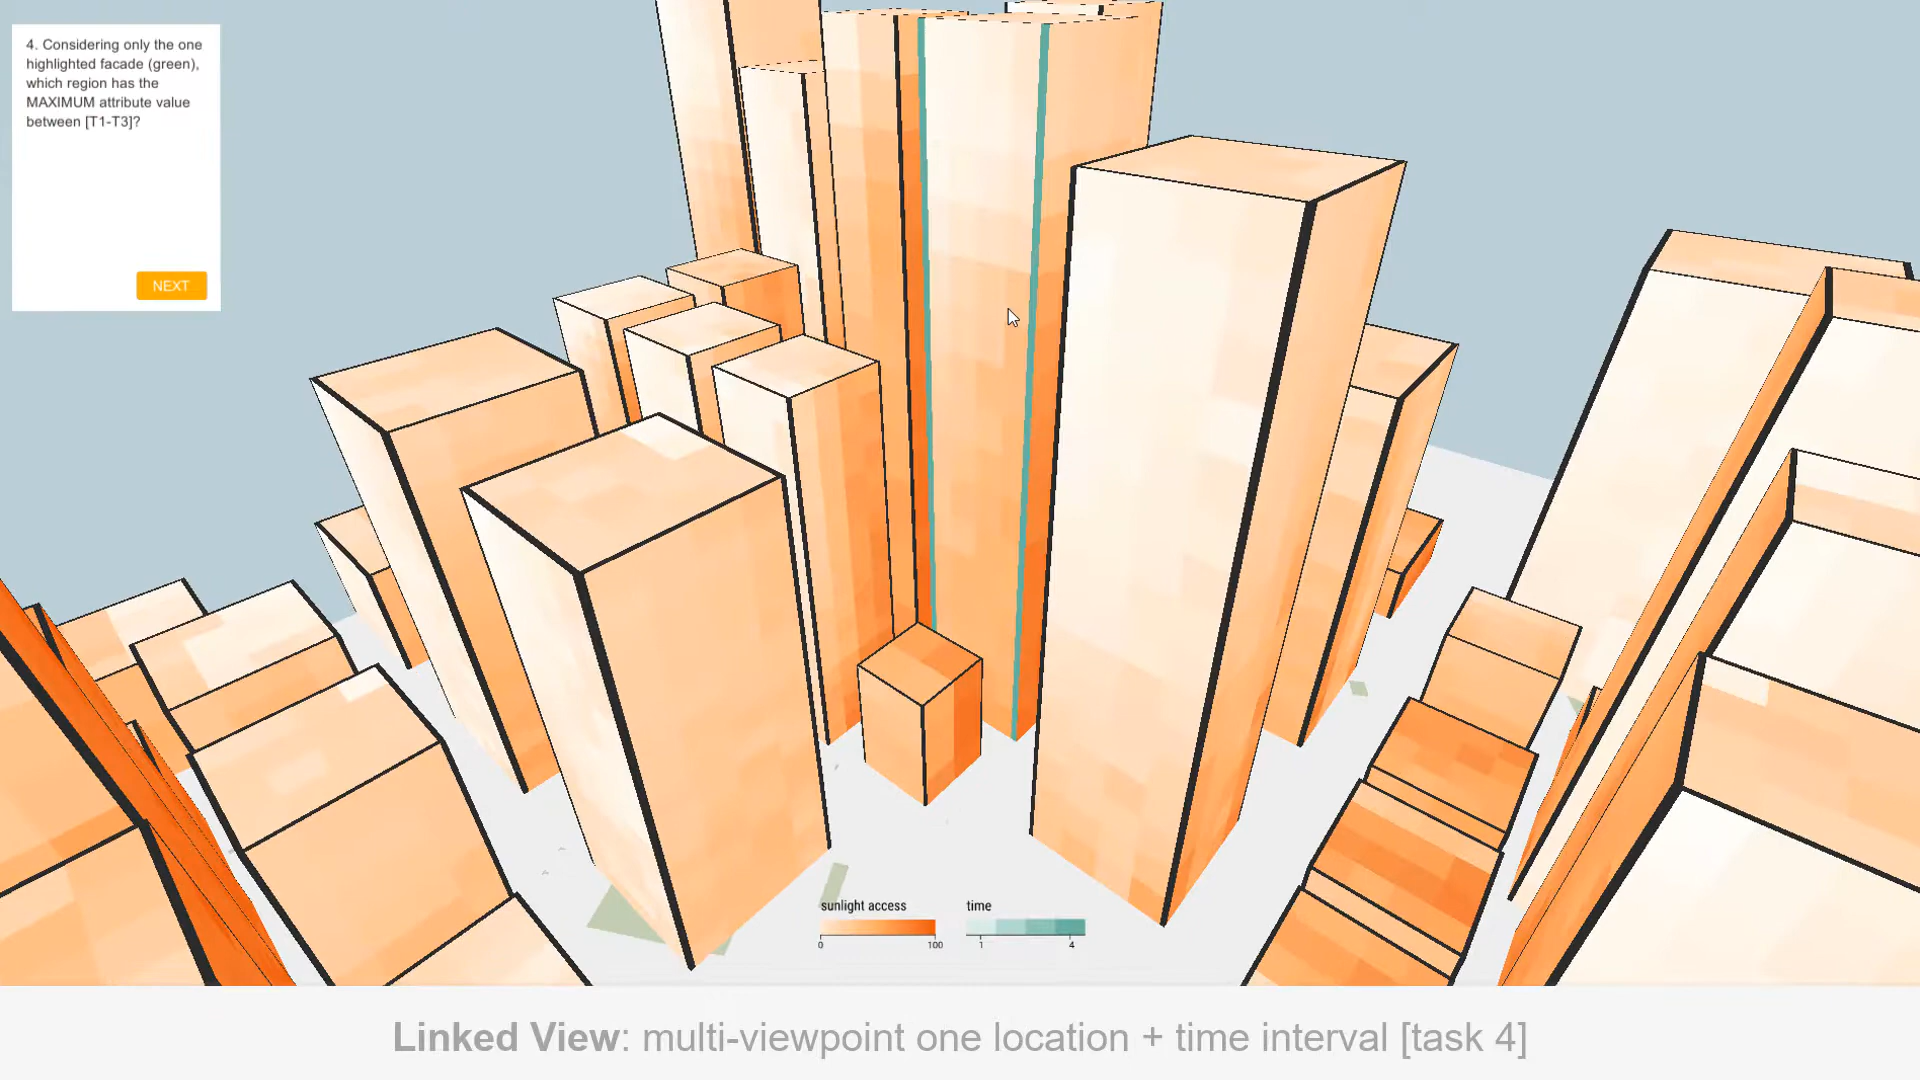 4. Considering only the one
highlighted facade (green),
which region has the
MAXIMUM attribute value
between [T1-T3]?
NEXT
sunlight access
0 100
time
1 4
Linked View: multi-viewpoint one location + time interval [task 4]